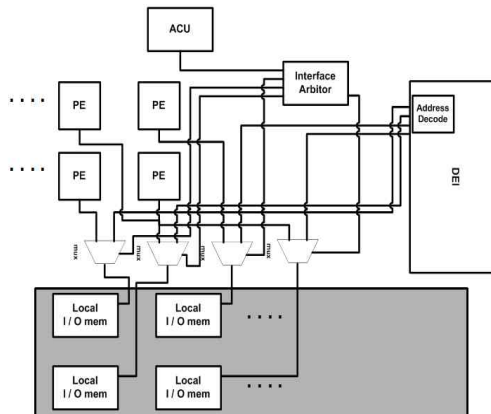 ACU
Interface
Arbitor
. . . .
PE
PE
Address
Decode
DEI
. . . .
PE
PE
mux
mux
mux
mux
Local
I / O mem
Local
I / O mem
. . . .
Local
I / O mem
Local
I / O mem
. . . .